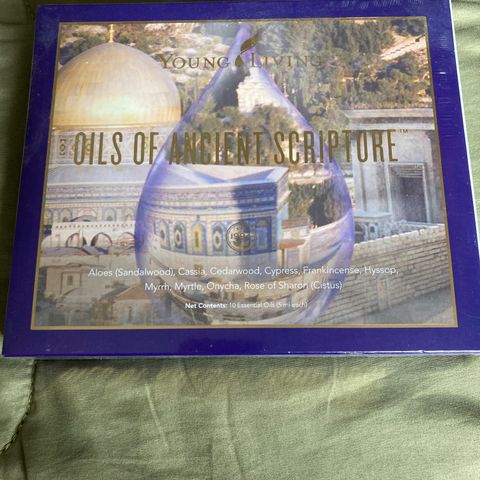 YOUNG LIVING
OILS OF ANCIENT SCRIPTURE™
Aloes (Sandalwood), Cassia, Cedarwood, Cypress, Frankincense, Hyssop,
Myrrh, Myrtle, Onycha, Rose of Sharon (Cistus)
Net Contents: 10 Essential Oils (5 ml each)